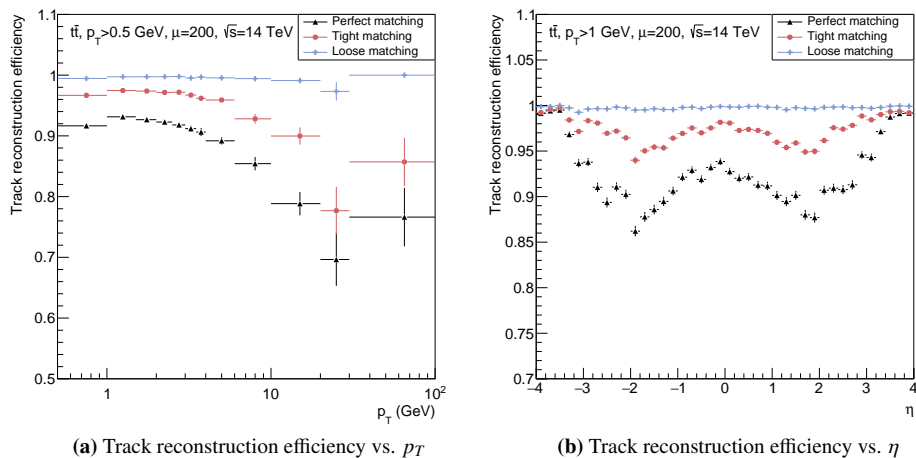 tt̄, p_T>0.5 GeV, μ=200, √s=14 TeV
Perfect matching
Tight matching
Loose matching
Track reconstruction efficiency
1.1
1
0.9
0.8
0.7
0.6
0.5
1
10
10²
p_T (GeV)
(a) Track reconstruction efficiency vs. p_T
tt̄, p_T>1 GeV, μ=200, √s=14 TeV
Perfect matching
Tight matching
Loose matching
Track reconstruction efficiency
1.1
1.05
1
0.95
0.9
0.85
0.8
0.75
0.7
−4 −3 −2 −1 0 1 2 3 4
η
(b) Track reconstruction efficiency vs. η